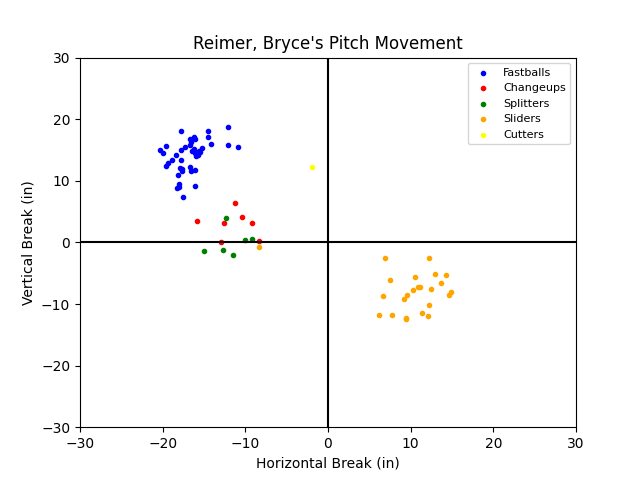 Reimer, Bryce's Pitch Movement
30
20
10
0
−10
−20
−30
Vertical Break (in)
−30
−20
−10
0
10
20
30
Horizontal Break (in)
Fastballs
Changeups
Splitters
Sliders
Cutters